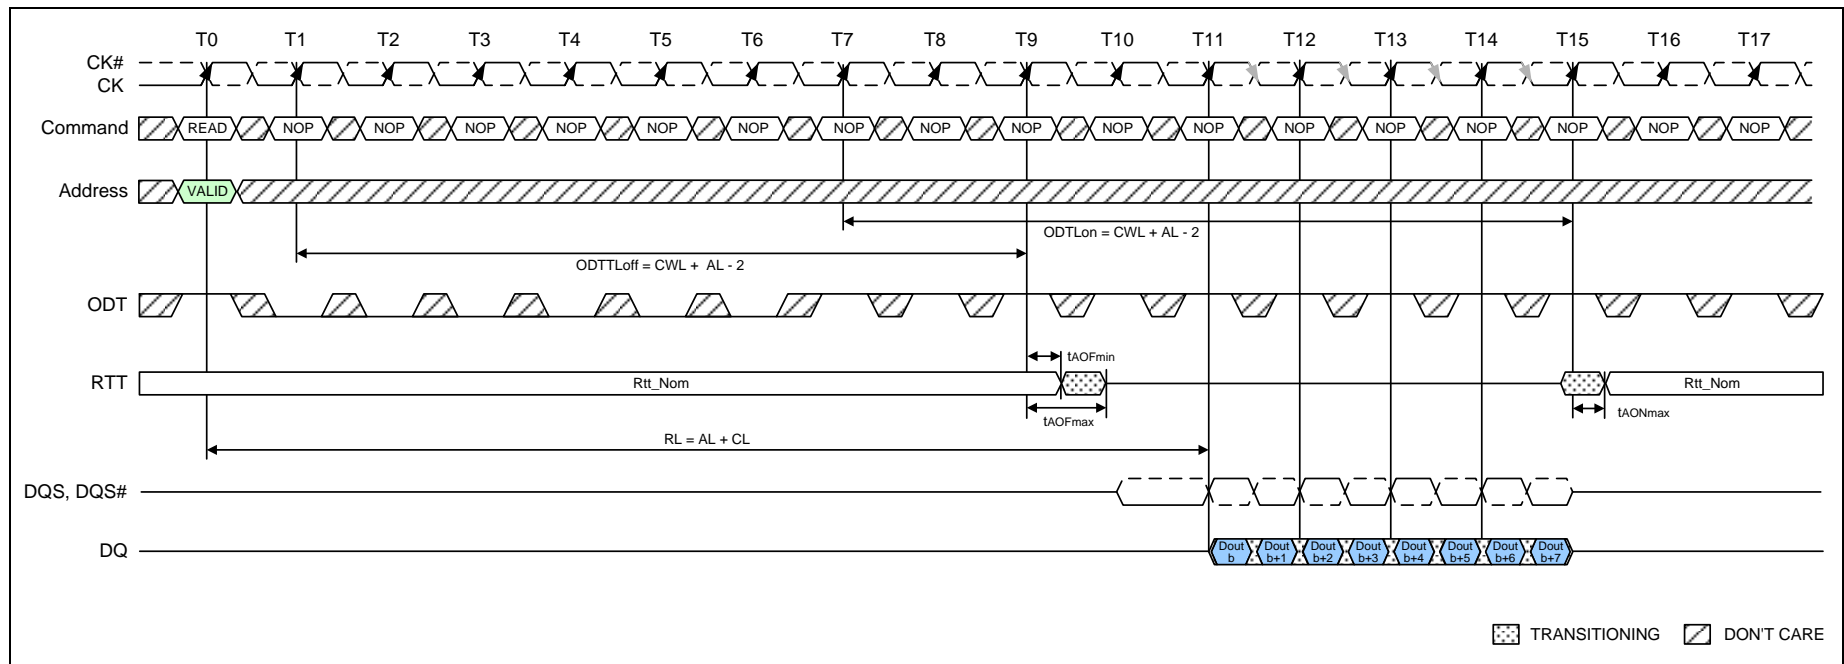 T0 T1 T2 T3 T4 T5 T6 T7 T8 T9 T10 T11 T12 T13 T14 T15 T16 T17
CK#
CK
Command READ NOP NOP NOP NOP NOP NOP NOP NOP NOP NOP NOP NOP NOP NOP NOP NOP NOP
Address VALID
ODTLon = CWL + AL - 2
ODTTLoff = CWL + AL - 2
ODT
tAOFmin
RTT Rtt_Nom Rtt_Nom
tAOFmax tAONmax
RL = AL + CL
DQS, DQS#
DQ
Dout Dout Dout Dout Dout Dout Dout Dout
b b+1 b+2 b+3 b+4 b+5 b+6 b+7
TRANSITIONING DON'T CARE